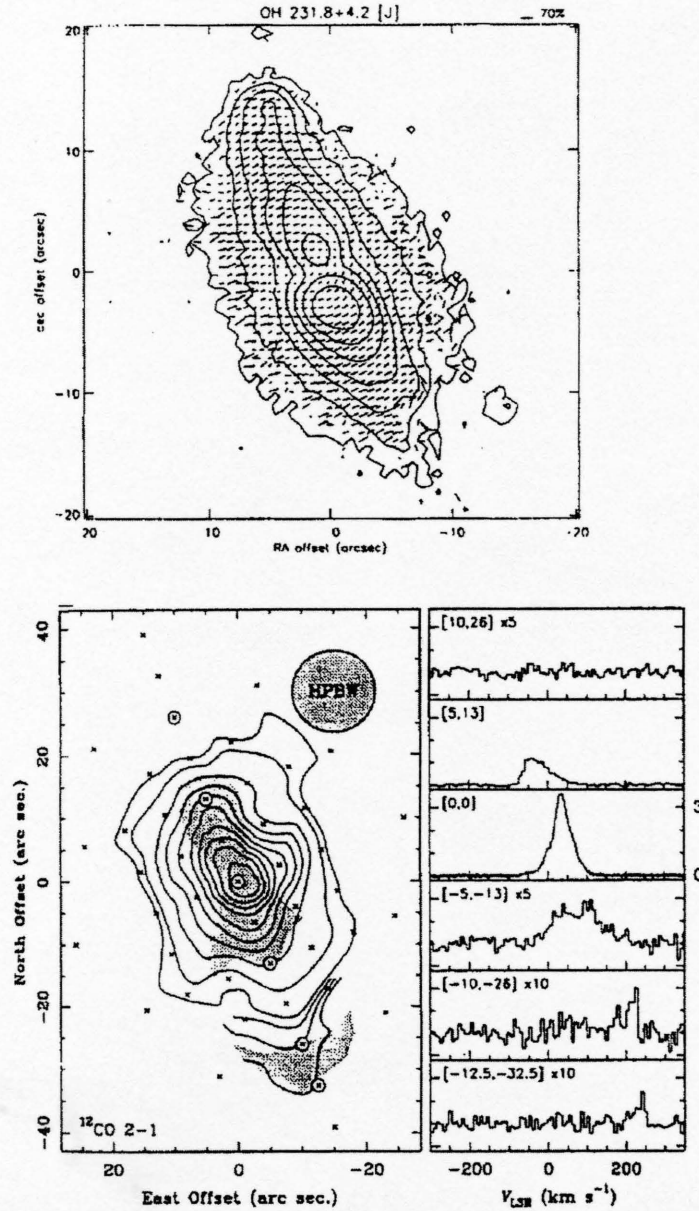 OH 231.8+4.2 [J]
70%
20
10
0
-10
-20
20
10
0
-10
-20
RA offset (arcsec)
40
20
0
-20
-40
North Offset (arc sec.)
HPBW
¹²CO 2-1
20
0
-20
East Offset (arc sec.)
[10,26] x5
[5,13]
[0,0]
[-5,-13] x5
[-10,-26] x10
[-12.5,-32.5] x10
-200
0
200
V_LSR (km s⁻¹)